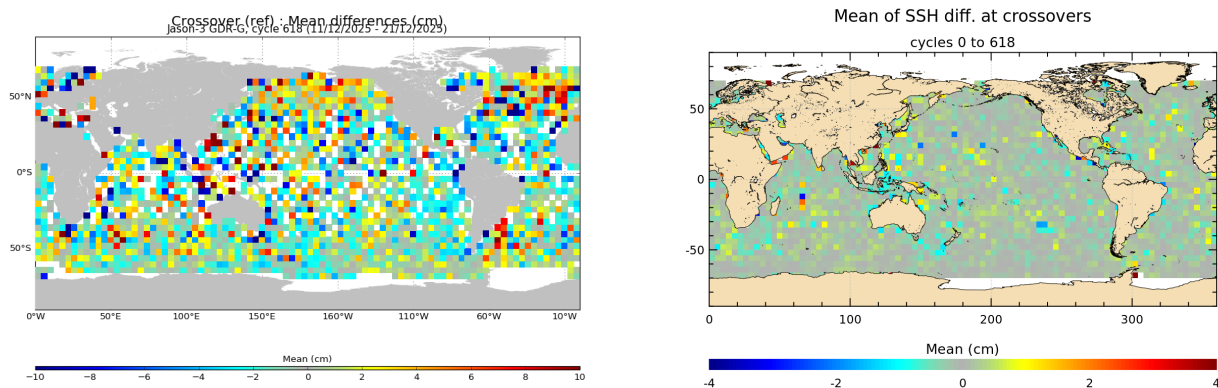 Crossover (ref) : Mean differences (cm)
Jason-3 GDR-G, cycle 618 (11/12/2025 - 21/12/2025)
50°N
0°S
50°S
0°W 50°E 100°E 150°E 160°W 110°W 60°W 10°W
Mean (cm)
−10 −8 −6 −4 −2 0 2 4 6 8 10
Mean of SSH diff. at crossovers
cycles 0 to 618
50
0
-50
0 100 200 300
Mean (cm)
-4 -2 0 2 4